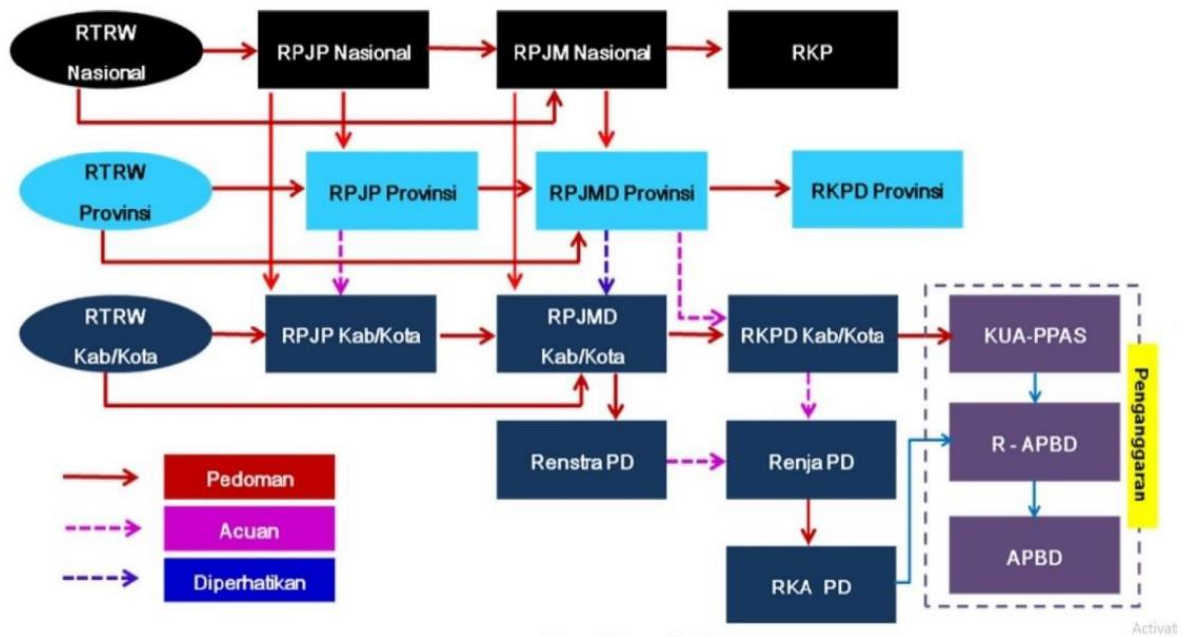 RTRW
Nasional
RPJP Nasional
RPJM Nasional
RKP
RTRW
Provinsi
RPJP Provinsi
RPJMD Provinsi
RKPD Provinsi
RTRW
Kab/Kota
RPJP Kab/Kota
RPJMD
Kab/Kota
RKPD Kab/Kota
KUA-PPAS
Penganggaran
Renstra PD
Renja PD
R - APBD
RKA PD
APBD
Pedoman
Acuan
Diperhatikan
Activat